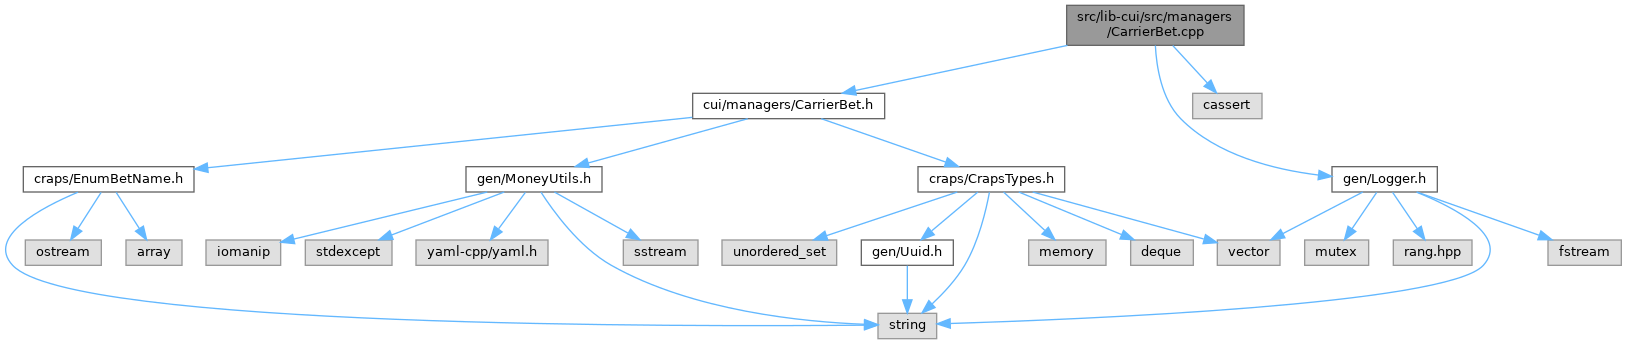 src/lib-cui/src/managers
/CarrierBet.cpp
cui/managers/CarrierBet.h
cassert
craps/EnumBetName.h
gen/MoneyUtils.h
craps/CrapsTypes.h
gen/Logger.h
ostream
array
iomanip
stdexcept
yaml-cpp/yaml.h
sstream
unordered_set
gen/Uuid.h
memory
deque
vector
mutex
rang.hpp
fstream
string